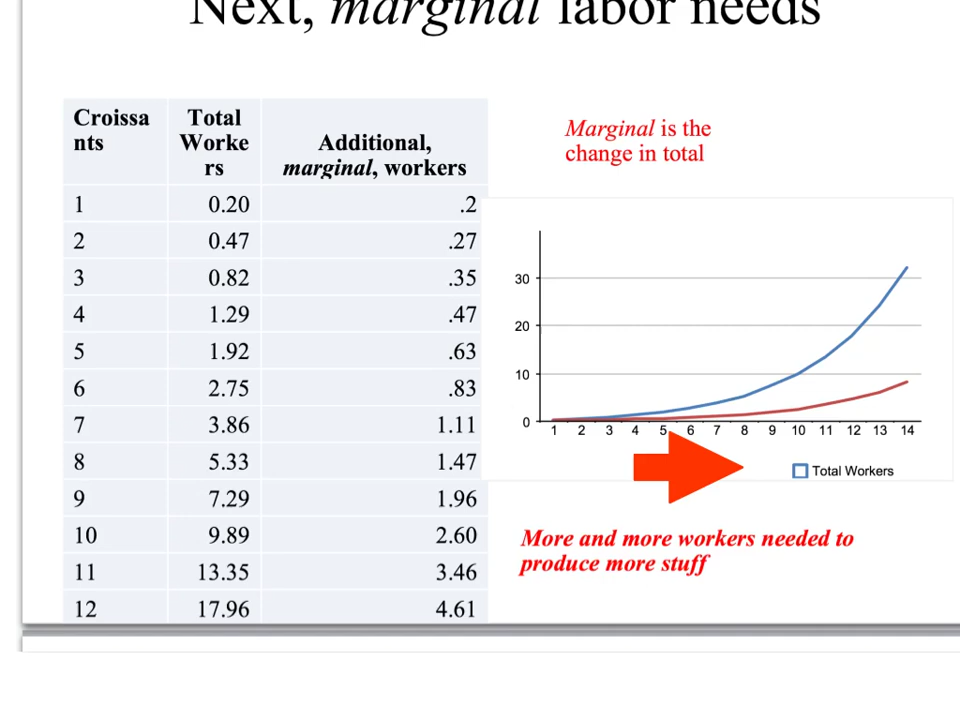 Next, marginal labor needs
Croissa
nts
Total
Worke
rs
Additional,
marginal, workers
1 0.20 .2
2 0.47 .27
3 0.82 .35
4 1.29 .47
5 1.92 .63
6 2.75 .83
7 3.86 1.11
8 5.33 1.47
9 7.29 1.96
10 9.89 2.60
11 13.35 3.46
12 17.96 4.61
Marginal is the
change in total
30
20
10
0
1 2 3 4 5 6 7 8 9 10 11 12 13 14
Total Workers
More and more workers needed to
produce more stuff